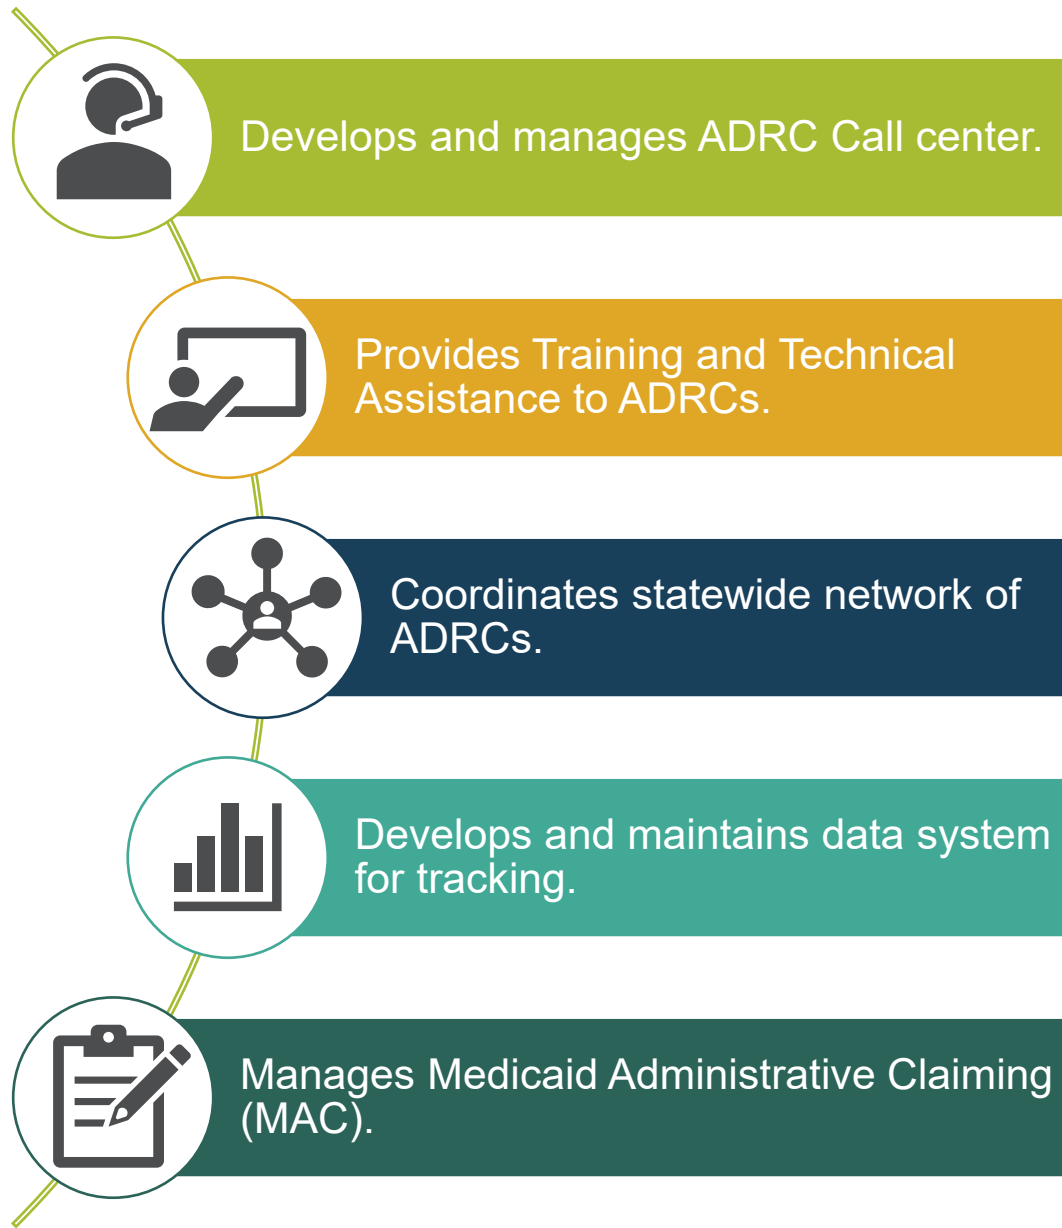 Develops and manages ADRC Call center.
Provides Training and Technical
Assistance to ADRCs.
Coordinates statewide network of
ADRCs.
Develops and maintains data system
for tracking.
Manages Medicaid Administrative Claiming
(MAC).